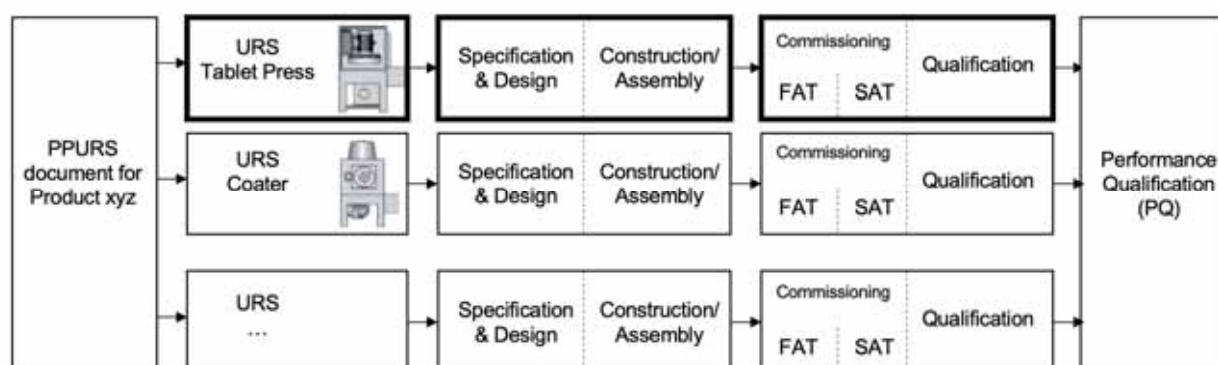 PPURS
document for
Product xyz
URS
Tablet Press
Specification
& Design
Construction/
Assembly
Commissioning
FAT
SAT
Qualification
URS
Coater
Specification
& Design
Construction/
Assembly
Commissioning
FAT
SAT
Qualification
URS
...
Specification
& Design
Construction/
Assembly
Commissioning
FAT
SAT
Qualification
Performance
Qualification
(PQ)